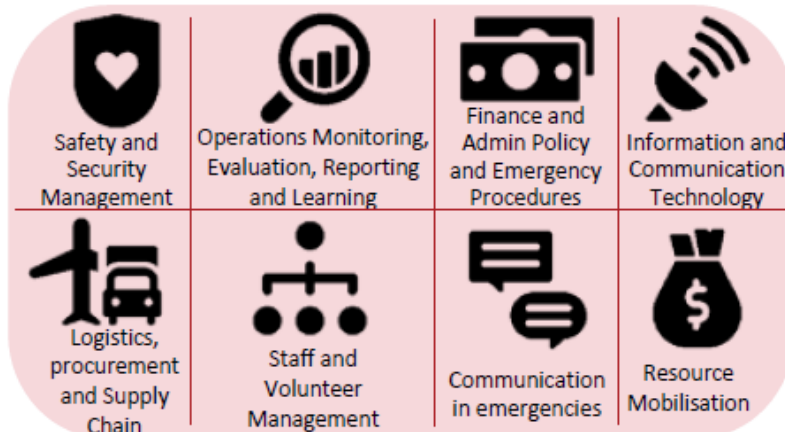 Safety and
Security
Management
Operations Monitoring,
Evaluation, Reporting
and Learning
Finance and
Admin Policy
and Emergency
Procedures
Information and
Communication
Technology
Logistics,
procurement
and Supply
Chain
Staff and
Volunteer
Management
Communication
in emergencies
Resource
Mobilisation
$